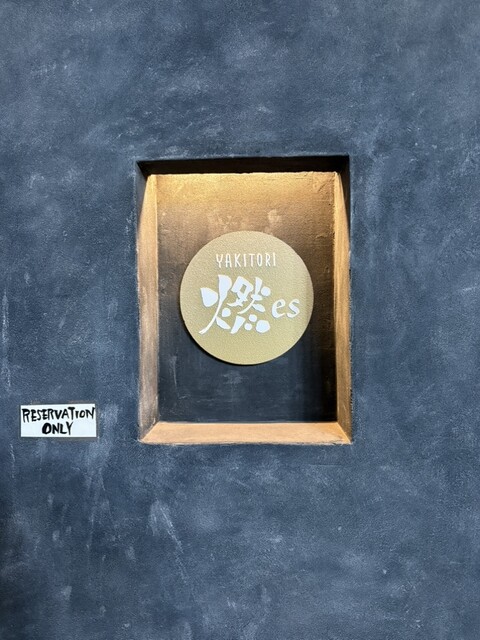 YAKITORI
燃es
RESERVATION
ONLY